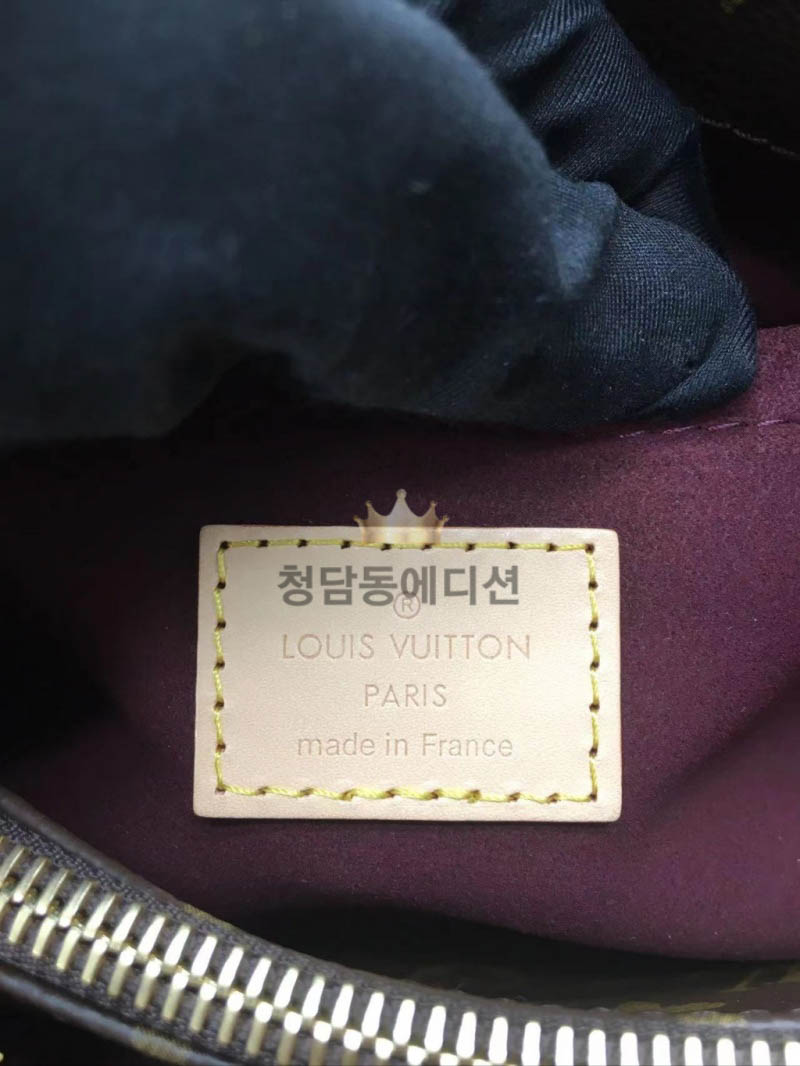 청담동에디션
®
LOUIS VUITTON
PARIS
made in France